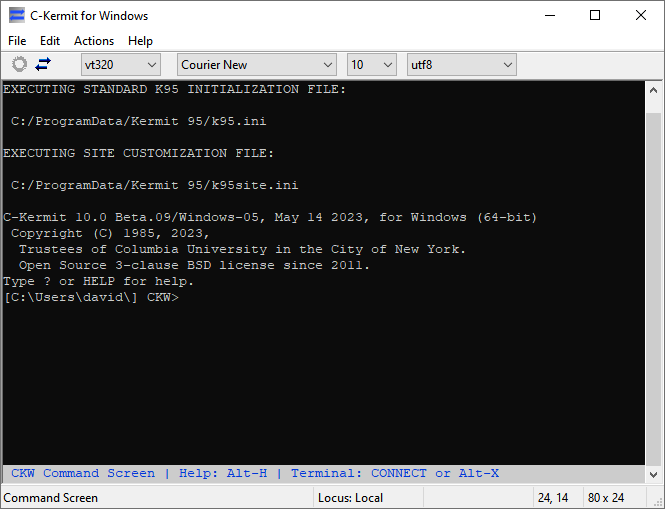 C-Kermit for Windows
File Edit Actions Help
vt320 Courier New 10 utf8
EXECUTING STANDARD K95 INITIALIZATION FILE:
C:/ProgramData/Kermit 95/k95.ini
EXECUTING SITE CUSTOMIZATION FILE:
C:/ProgramData/Kermit 95/k95site.ini
C-Kermit 10.0 Beta.09/Windows-05, May 14 2023, for Windows (64-bit)
Copyright (C) 1985, 2023,
Trustees of Columbia University in the City of New York.
Open Source 3-clause BSD license since 2011.
Type ? or HELP for help.
[C:\Users\david\] CKW>
CKW Command Screen | Help: Alt-H | Terminal: CONNECT or Alt-X
Command Screen Locus: Local 24, 14 80 x 24